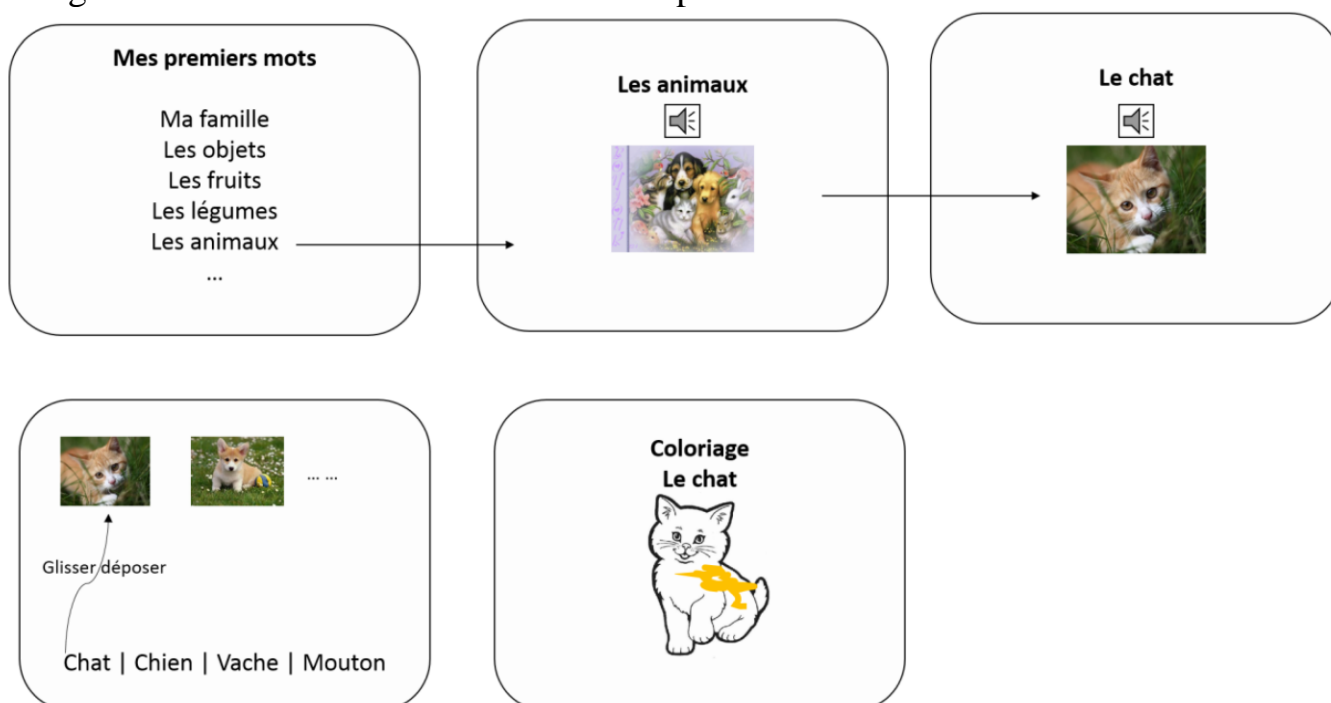 Mes premiers mots
Ma famille
Les objets
Les fruits
Les légumes
Les animaux
...
Les animaux
Le chat
... ...
Glisser déposer
Chat | Chien | Vache | Mouton
Coloriage
Le chat